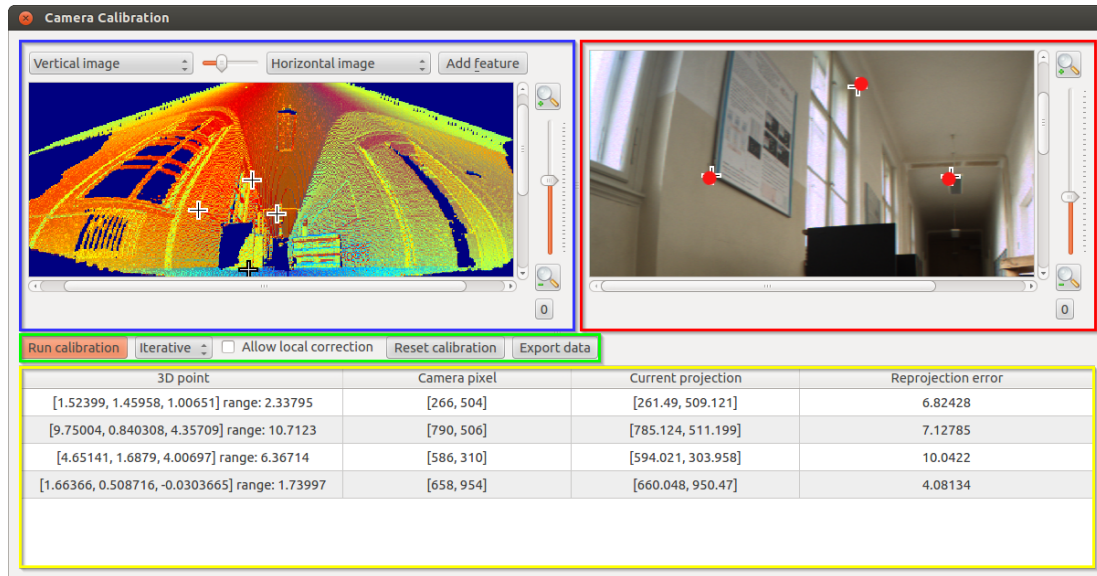 Camera Calibration
Vertical image Horizontal image Add feature
0 0
Run calibration Iterative Allow local correction Reset calibration Export data
3D point Camera pixel Current projection Reprojection error
[1.52399, 1.45958, 1.00651] range: 2.33795 [266, 504] [261.49, 509.121] 6.82428
[9.75004, 0.840308, 4.35709] range: 10.7123 [790, 506] [785.124, 511.199] 7.12785
[4.65141, 1.6879, 4.00697] range: 6.36714 [586, 310] [594.021, 303.958] 10.0422
[1.66366, 0.508716, -0.0303665] range: 1.73997 [658, 954] [660.048, 950.47] 4.08134